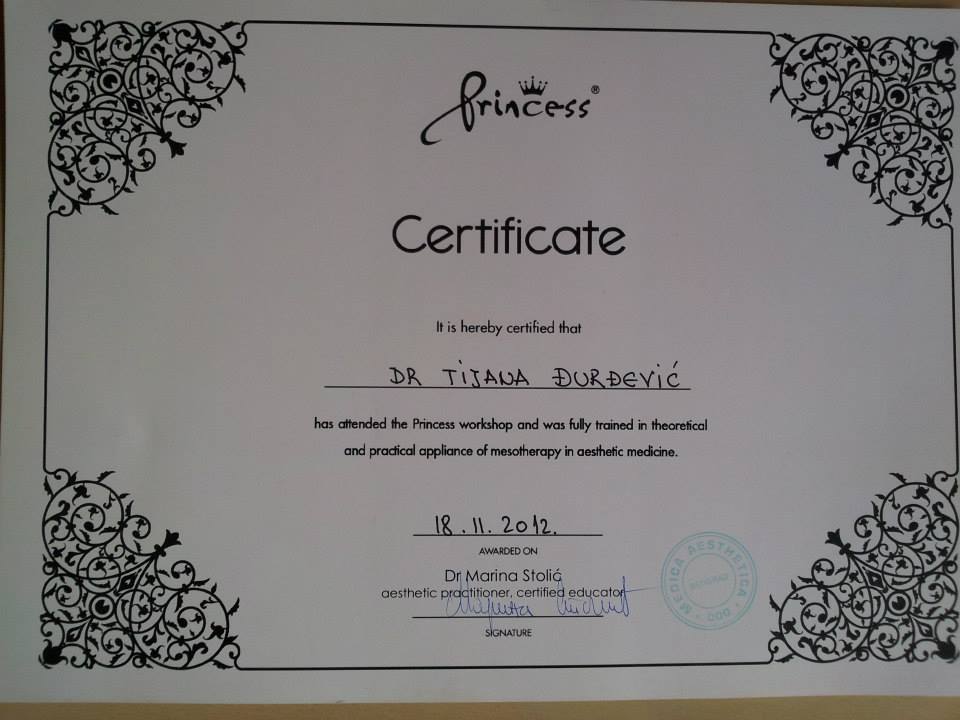 Princess®
Certificate
It is hereby certified that
DR TIJANA ĐURĐEVIĆ
has attended the Princess workshop and was fully trained in theoretical
and practical appliance of mesotherapy in aesthetic medicine.
18.11.2012.
AWARDED ON
Dr Marina Stolić
aesthetic practitioner, certified educator
SIGNATURE
MEDICA AESTHETICA DOO
BEOGRAD